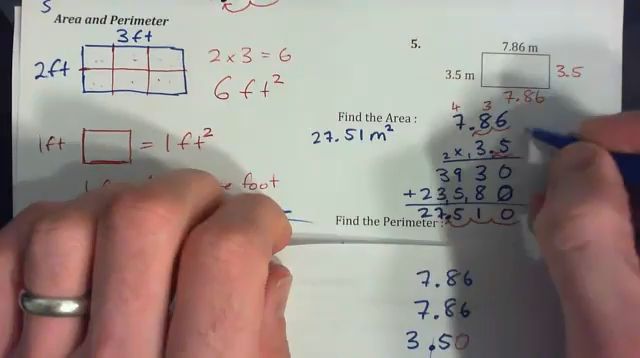 S
Area and Perimeter
3ft
2ft
2 x 3 = 6
6 ft²
1ft = 1 ft²
foot
5.
7.86 m
3.5 m
3.5
7.86
Find the Area :
27.51 m²
4 3
7.86
2 x 3.5
3930
+ 23580
27.510
Find the Perimeter :
7.86
7.86
3.50